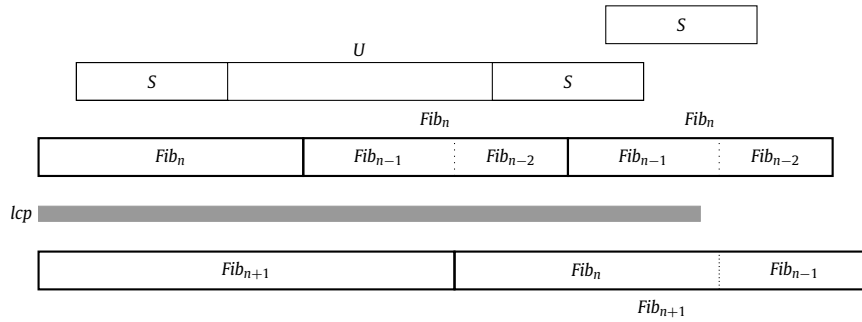 S
U
S S
Fib_n Fib_n
Fib_n Fib_{n−1} Fib_{n−2} Fib_{n−1} Fib_{n−2}
lcp
Fib_{n+1} Fib_n Fib_{n−1}
Fib_{n+1}